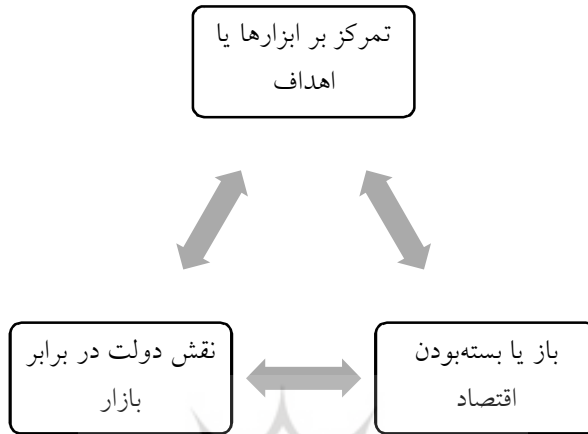 تمرکز بر ابزارها یا
اهداف
نقش دولت در برابر
بازار
باز یا بسته‌بودن
اقتصاد